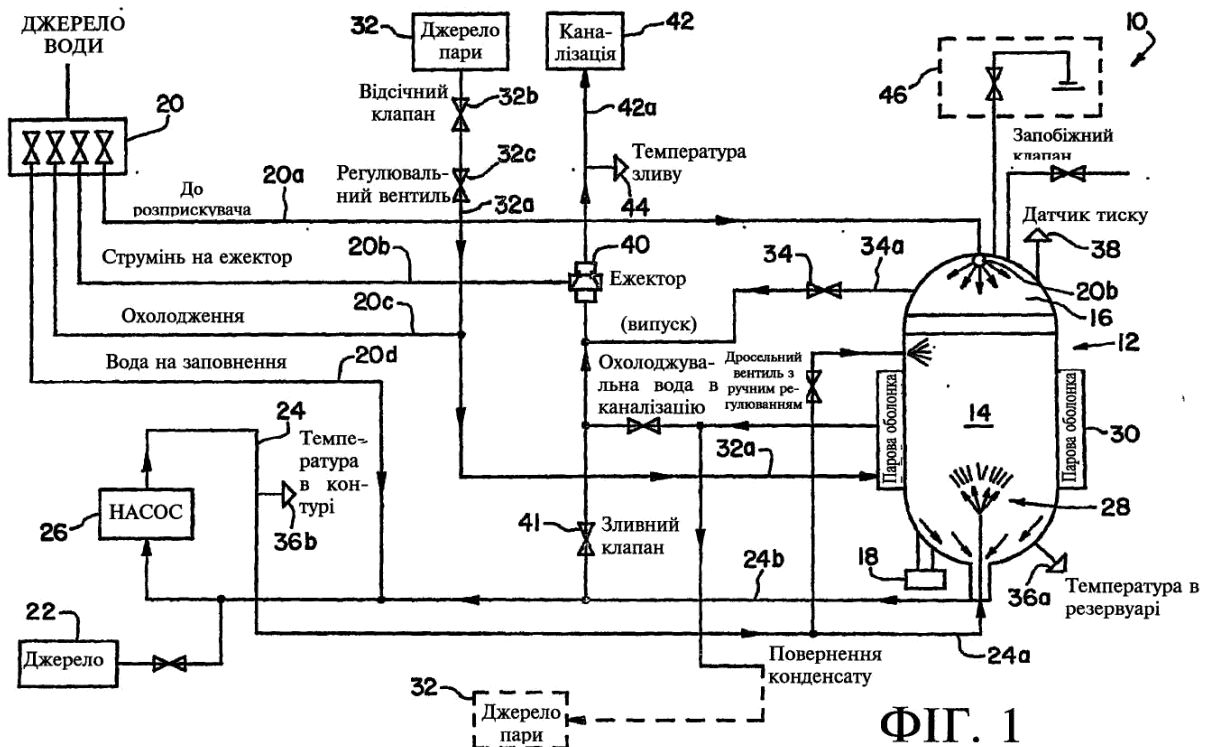 ДЖЕРЕЛО
ВОДИ
20
32
Джерело
пари
Відсічний
клапан
32b
Регулюваль-
ний вентиль
32c
32a
Кана-
лізація
42
42a
Температура
зливу
44
10
46
Запобіжний
клапан
Датчик тиску
38
До
розприскувача
20a
Струмінь на ежектор
20b
40
Ежектор
34
34a
20b
16
12
Охолодження
20c
(випуск)
Вода на заповнення
20d
Охолоджува-
льна вода в
каналізацію
Дросельний
вентиль з
ручним ре-
гулюванням
14
Парова оболонка
Парова оболонка
30
24
Темпе-
ратура
в кон-
турі
36b
32a
28
НАСОС
26
41
Зливний
клапан
24b
18
36a
Температура в
резервуарі
22
Джерело
24a
Повернення
конденсату
32
Джерело
пари
ФІГ. 1